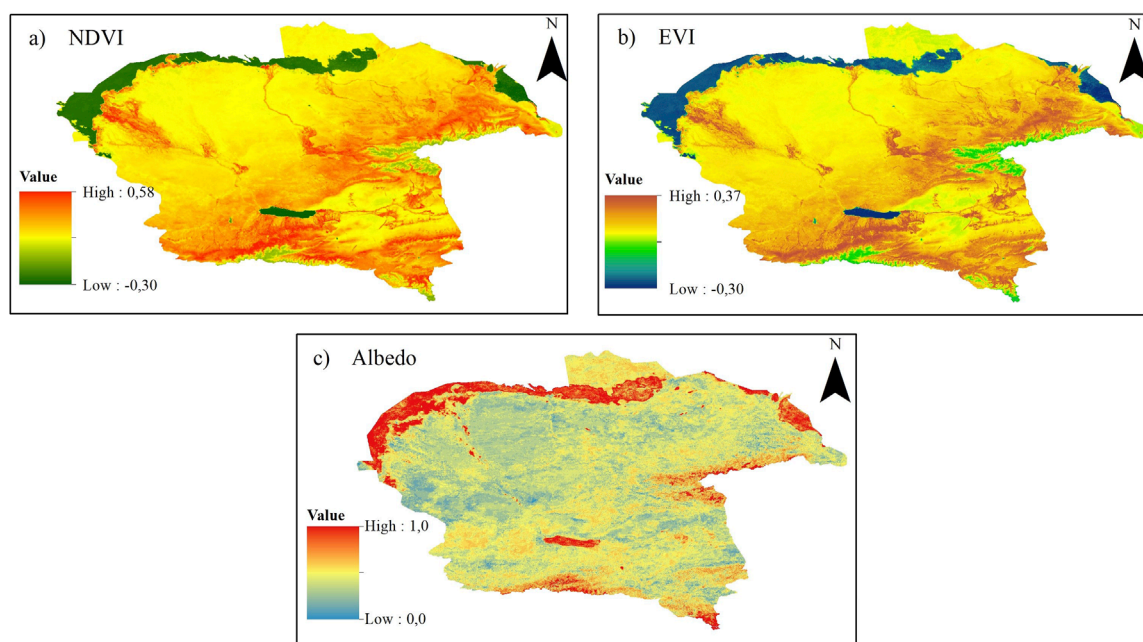 a) NDVI
N
Value
High : 0,58
Low : -0,30
b) EVI
N
Value
High : 0,37
Low : -0,30
c) Albedo
N
Value
High : 1,0
Low : 0,0